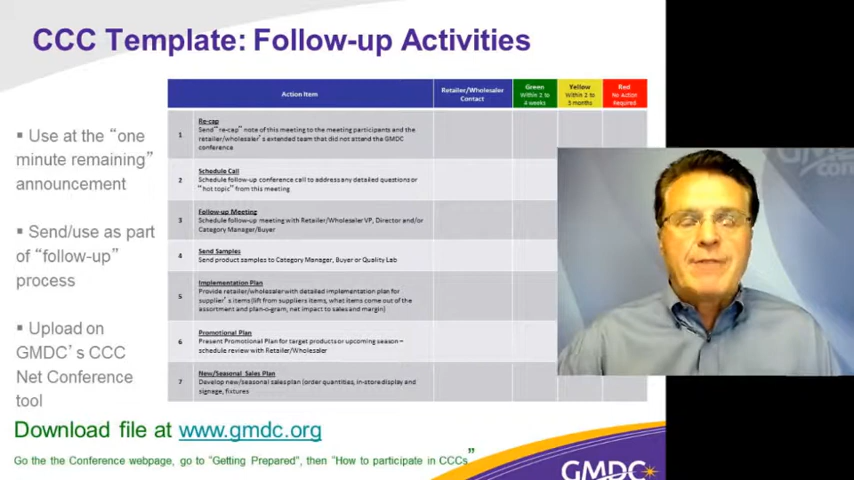 CCC Template: Follow-up Activities
▪ Use at the “one
minute remaining”
announcement
▪ Send/use as part
of “follow-up”
process
▪ Upload on
GMDC’s CCC
Net Conference
tool
Action Item
Retailer/Wholesaler
Contact
Green
Within 2 to
4 weeks
Yellow
Within 2 to
3 months
Red
No Action
Required
1
Re-cap
Send “re-cap” note of this meeting to the meeting participants and the
retailer/wholesaler’s extended team that did not attend the GMDC
conference
2
Schedule Call
Schedule follow-up conference call to address any detailed questions or
“hot topic” from this meeting
3
Follow-up Meeting
Schedule follow-up meeting with Retailer/Wholesaler VP, Director and/or
Category Manager/Buyer
4
Send Samples
Send product samples to Category Manager, Buyer or Quality Lab
5
Implementation Plan
Provide retailer/wholesaler with detailed implementation plan for
supplier’s items (lift from suppliers items, what items come out of the
assortment and plan-o-gram, net impact to sales and margin)
6
Promotional Plan
Present Promotional Plan for target products or upcoming season –
schedule review with Retailer/Wholesaler
7
New/Seasonal Sales Plan
Develop new/seasonal sales plan (order quantities, in-store display and
signage, fixtures
Download file at www.gmdc.org
Go the the Conference webpage, go to “Getting Prepared”, then “How to participate in CCCs.”
GMDC